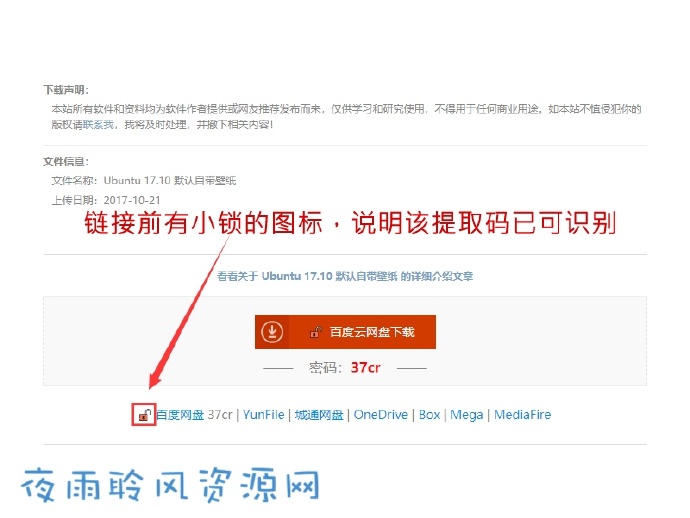 下载声明：
本站所有软件和资料均为软件作者提供或网友推荐发布而来，仅供学习和研究使用，不得用于任何商业用途。如本站不慎侵犯你的
版权请联系我，我将及时处理，并撤下相关内容！
文件信息：
文件名称：Ubuntu 17.10 默认自带壁纸
上传日期：2017-10-21
链接前有小锁的图标，说明该提取码已可识别
看看关于 Ubuntu 17.10 默认自带壁纸 的详细介绍文章
百度云网盘下载
密码：37cr
百度网盘 37cr | YunFile | 城通网盘 | OneDrive | Box | Mega | MediaFire
夜雨聆风资源网